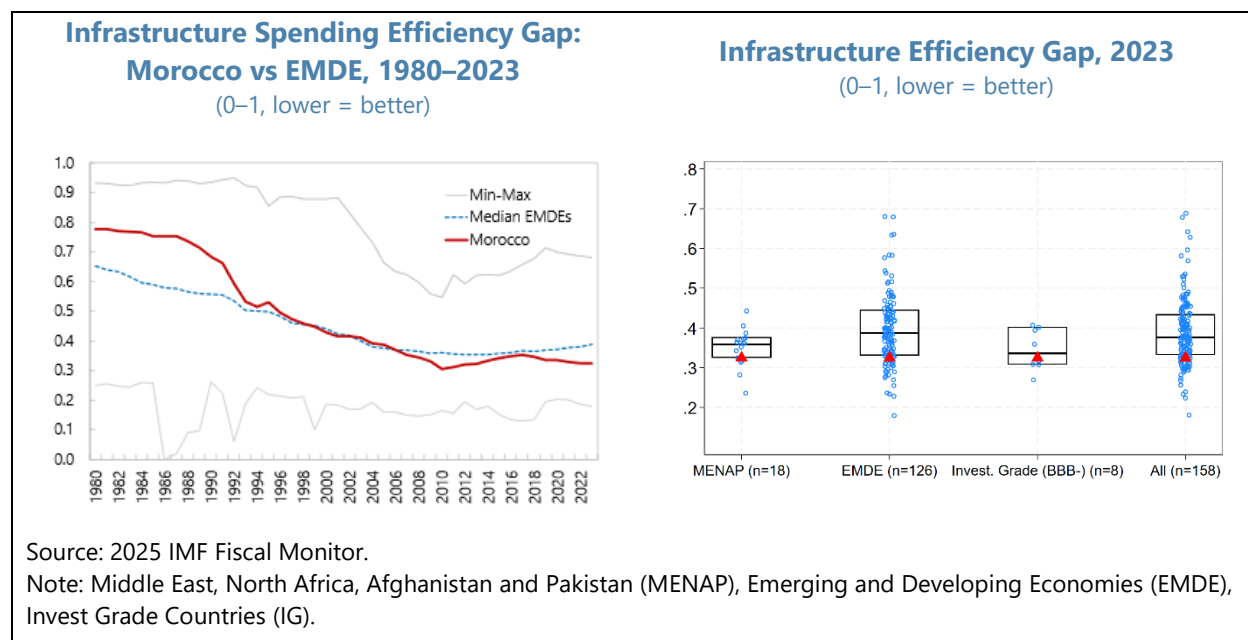 Infrastructure Spending Efficiency Gap:
Morocco vs EMDE, 1980–2023
(0–1, lower = better)
1.0
0.9
0.8
0.7
0.6
0.5
0.4
0.3
0.2
0.1
0.0
Min-Max
Median EMDEs
Morocco
1980
1982
1984
1986
1988
1990
1992
1994
1996
1998
2000
2002
2004
2006
2008
2010
2012
2014
2016
2018
2020
2022
Infrastructure Efficiency Gap, 2023
(0–1, lower = better)
.8
.7
.6
.5
.4
.3
.2
MENAP (n=18)
EMDE (n=126)
Invest. Grade (BBB-) (n=8)
All (n=158)
Source: 2025 IMF Fiscal Monitor.
Note: Middle East, North Africa, Afghanistan and Pakistan (MENAP), Emerging and Developing Economies (EMDE),
Invest Grade Countries (IG).